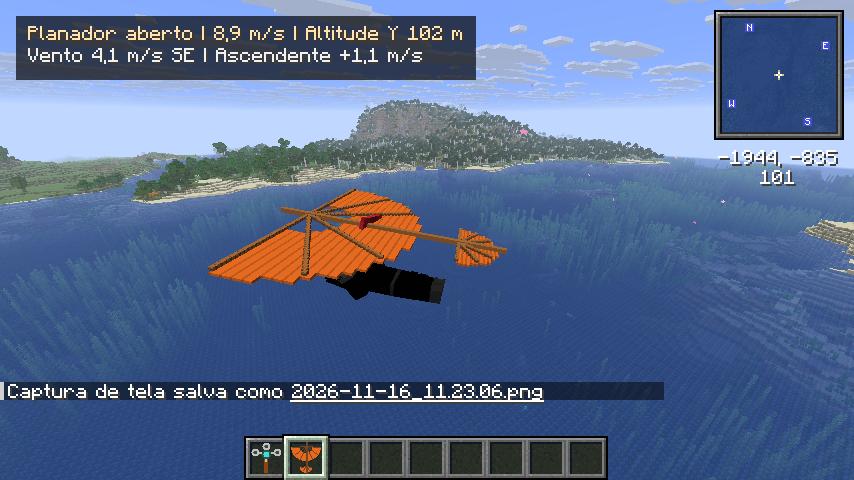 Planador aberto | 8,9 m/s | Altitude Y 102 m
Vento 4,1 m/s SE | Ascendente +1,1 m/s
N
E
W
S
-1944, -835
101
Captura de tela salva como 2026-11-16_11.23.06.png